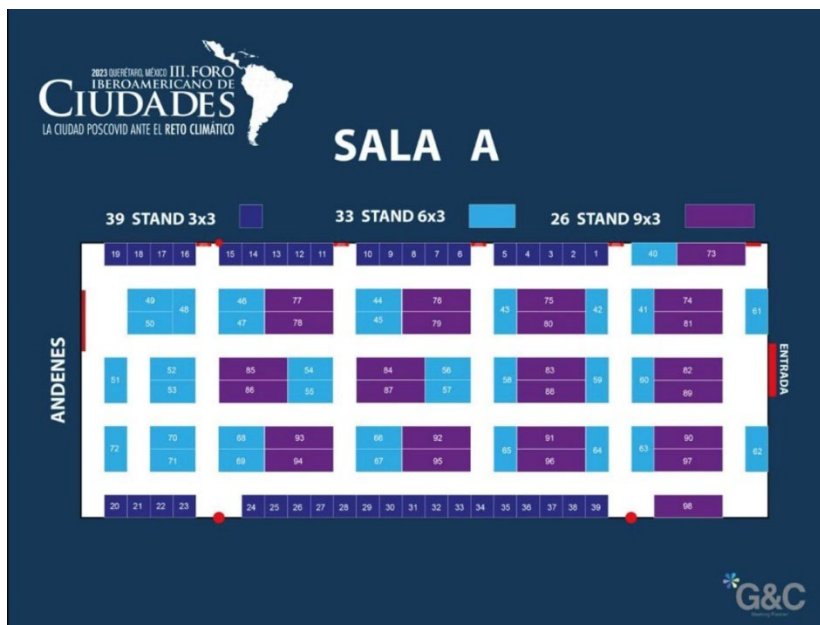 2023 QUERÉTARO, MÉXICO III. FORO
IBEROAMERICANO DE
CIUDADES
LA CIUDAD POSCOVID ANTE EL RETO CLIMÁTICO
SALA A
39 STAND 3x3
33 STAND 6x3
26 STAND 9x3
19 18 17 16 15 14 13 12 11 10 9 8 7 6 5 4 3 2 1 40 73
49 48 46 77 44 76 43 75 42 41 74 61
50 47 78 45 79 80 81
ANDENES
ENTRADA
51 52 85 54 84 56 58 83 59 60 82
53 86 55 87 57 88 89
72 70 68 93 66 92 65 91 64 63 90 62
71 69 94 67 95 96 97
20 21 22 23 24 25 26 27 28 29 30 31 32 33 34 35 36 37 38 39 98
G&C